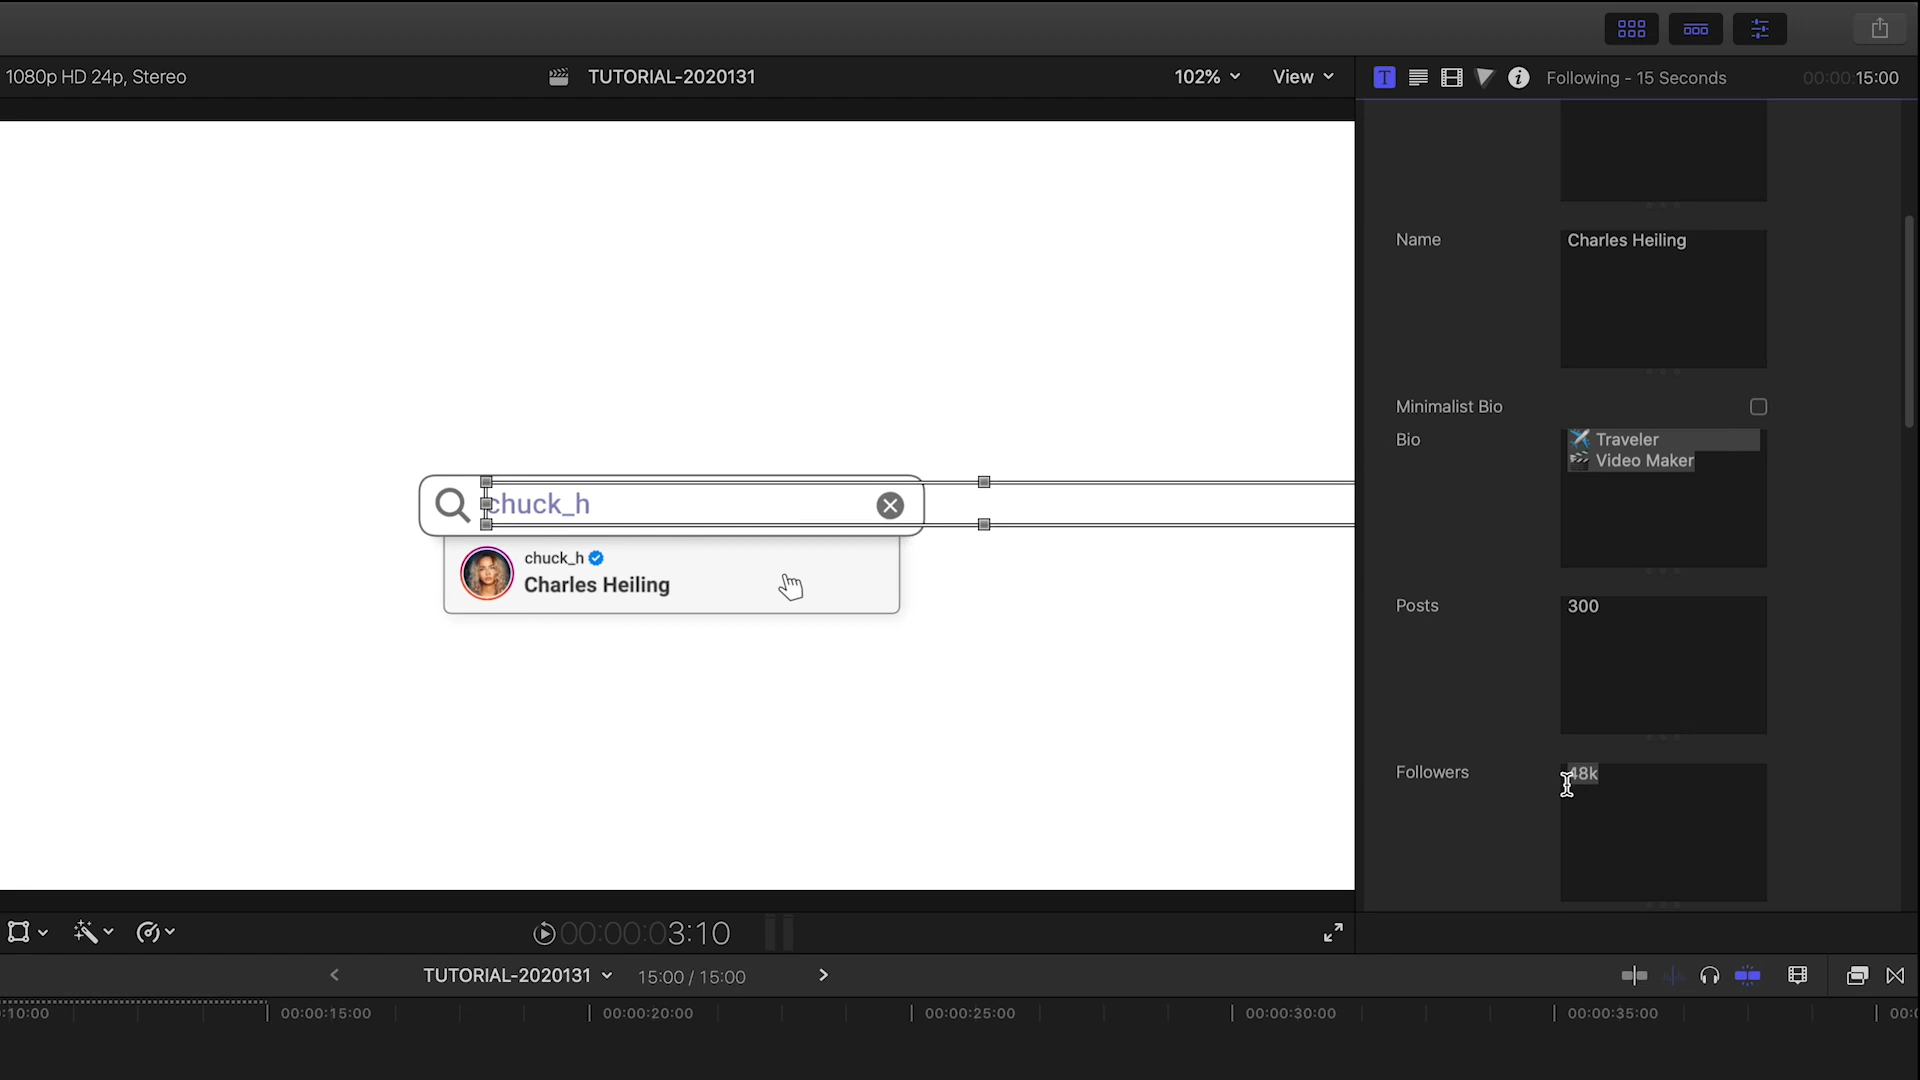 1080p HD 24p, Stereo
TUTORIAL-2020131
102%
View
T
Following - 15 Seconds
00:00:15:00
Name
Charles Heiling
Minimalist Bio
Bio
Traveler
Video Maker
chuck_h
chuck_h
Charles Heiling
Posts
300
Followers
48k
00:00:03:10
TUTORIAL-2020131
15:00 / 15:00
:10:00
00:00:15:00
00:00:20:00
00:00:25:00
00:00:30:00
00:00:35:00
00: